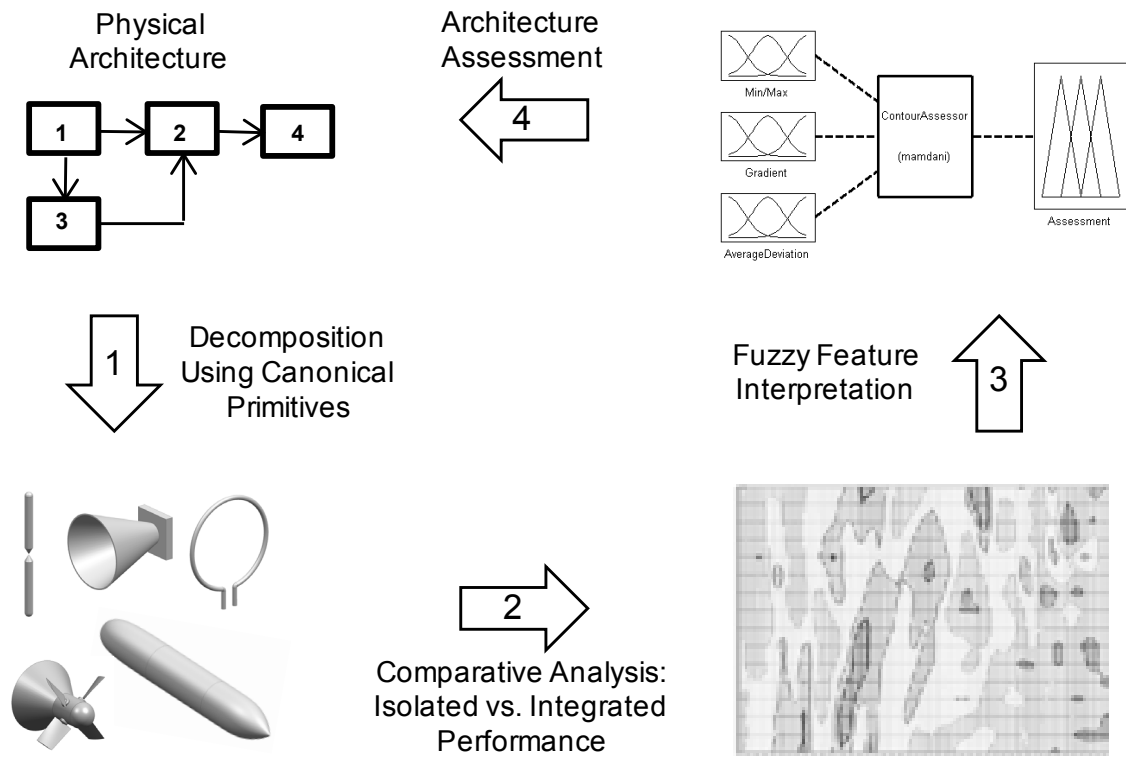 Physical
Architecture
1
2
4
3
Architecture
Assessment
4
Min/Max
Gradient
AverageDeviation
ContourAssessor
(mamdani)
Assessment
1
Decomposition
Using Canonical
Primitives
Fuzzy Feature
Interpretation
3
2
Comparative Analysis:
Isolated vs. Integrated
Performance